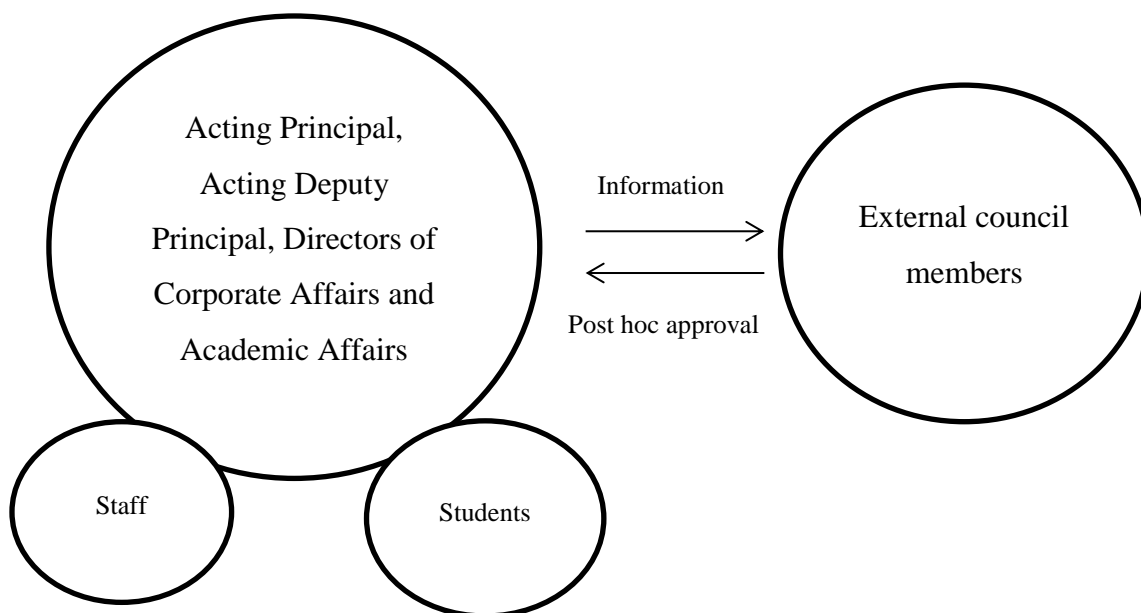 Acting Principal,
Acting Deputy
Principal, Directors of
Corporate Affairs and
Academic Affairs
Information
Post hoc approval
External council
members
Staff
Students